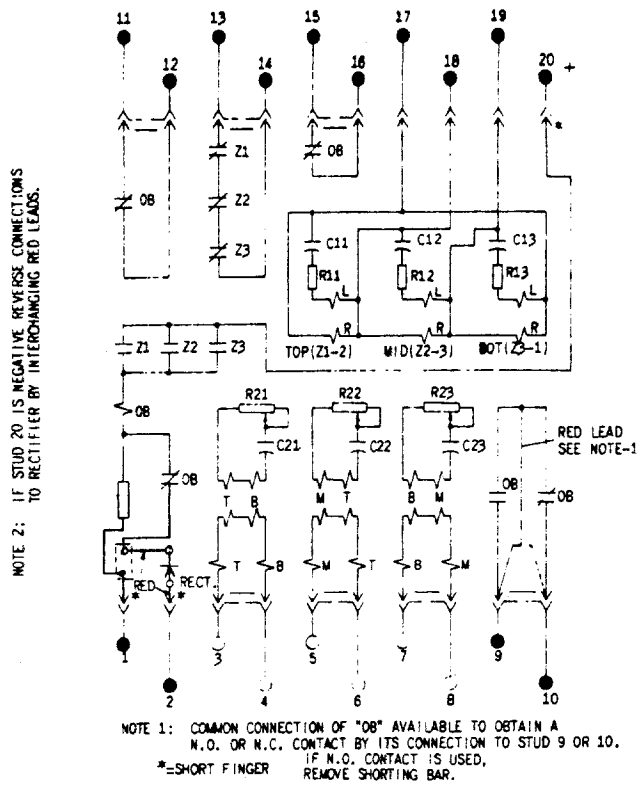 11 13 15 17 19
12 14 16 18 20 +
*
Z1 OB
OB Z2
Z3
C11 C12 C13
R11 R12 R13
L L L
R R R
TOP(Z1-2) MID(Z2-3) BOT(Z3-1)
Z1 Z2 Z3
OB
R21 R22 R23
C21 C22 C23
RED LEAD
SEE NOTE-1
OB
T B M T B M
OB OB
T B M T B M
RED RECT.
* *
1 3 5 7 9
2 4 6 8 10
NOTE 2: IF STUD 20 IS NEGATIVE REVERSE CONNECTIONS
TO RECTIFIER BY INTERCHANGING RED LEADS.
NOTE 1: COMMON CONNECTION OF "OB" AVAILABLE TO OBTAIN A
N.O. OR N.C. CONTACT BY ITS CONNECTION TO STUD 9 OR 10.
IF N.O. CONTACT IS USED,
*=SHORT FINGER REMOVE SHORTING BAR.